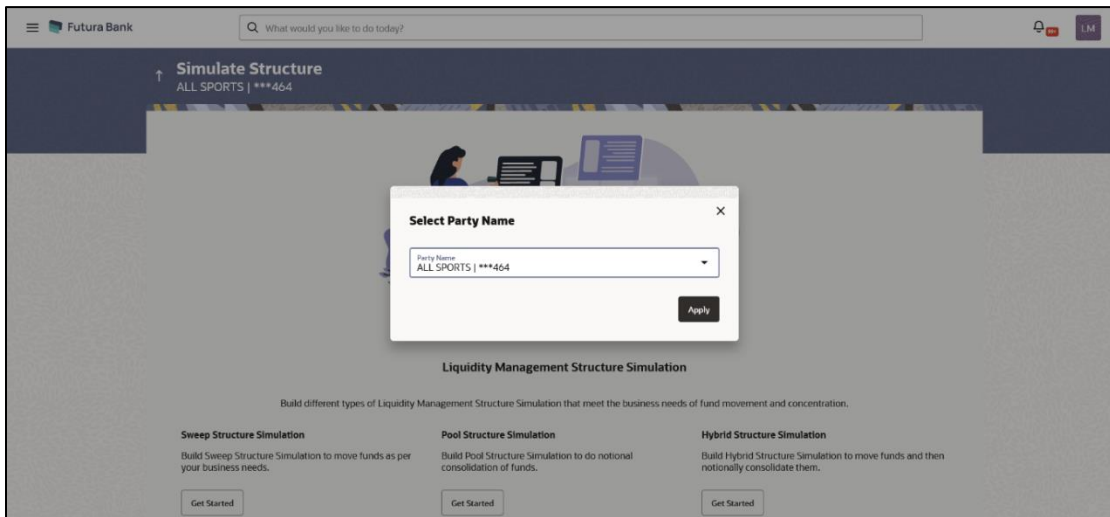 Futura Bank
What would you like to do today?
LM
Simulate Structure
ALL SPORTS | ***464
Select Party Name
Party Name
ALL SPORTS | ***464
Apply
Liquidity Management Structure Simulation
Build different types of Liquidity Management Structure Simulation that meet the business needs of fund movement and concentration.
Sweep Structure Simulation
Build Sweep Structure Simulation to move funds as per
your business needs.
Get Started
Pool Structure Simulation
Build Pool Structure Simulation to do notional
consolidation of funds.
Get Started
Hybrid Structure Simulation
Build Hybrid Structure Simulation to move funds and then
notionally consolidate them.
Get Started